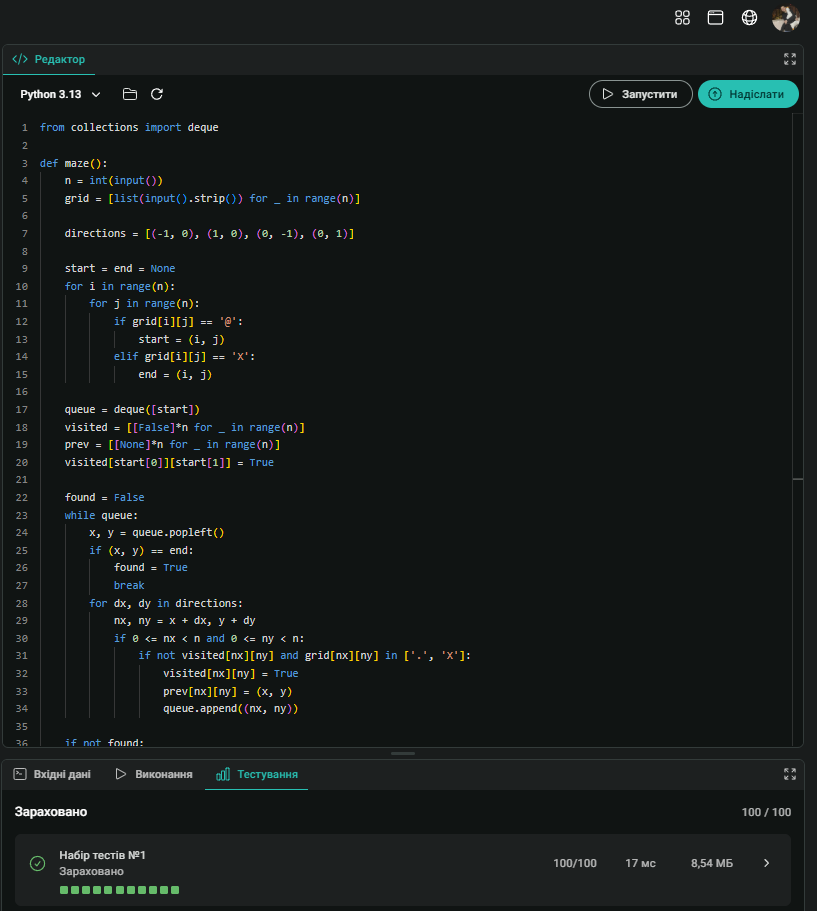 </> Редактор
Python 3.13
Запустити
Надіслати
1 from collections import deque
2
3 def maze():
4     n = int(input())
5     grid = [list(input().strip()) for _ in range(n)]
6
7     directions = [(-1, 0), (1, 0), (0, -1), (0, 1)]
8
9     start = end = None
10     for i in range(n):
11         for j in range(n):
12             if grid[i][j] == '@':
13                 start = (i, j)
14             elif grid[i][j] == 'X':
15                 end = (i, j)
16
17     queue = deque([start])
18     visited = [[False]*n for _ in range(n)]
19     prev = [[None]*n for _ in range(n)]
20     visited[start[0]][start[1]] = True
21
22     found = False
23     while queue:
24         x, y = queue.popleft()
25         if (x, y) == end:
26             found = True
27             break
28         for dx, dy in directions:
29             nx, ny = x + dx, y + dy
30             if 0 <= nx < n and 0 <= ny < n:
31                 if not visited[nx][ny] and grid[nx][ny] in ['.', 'X']:
32                     visited[nx][ny] = True
33                     prev[nx][ny] = (x, y)
34                     queue.append((nx, ny))
35
36     if not found:
Вхідні дані
Виконання
Тестування
Зараховано
100 / 100
Набір тестів №1
Зараховано
100/100
17 мс
8,54 МБ